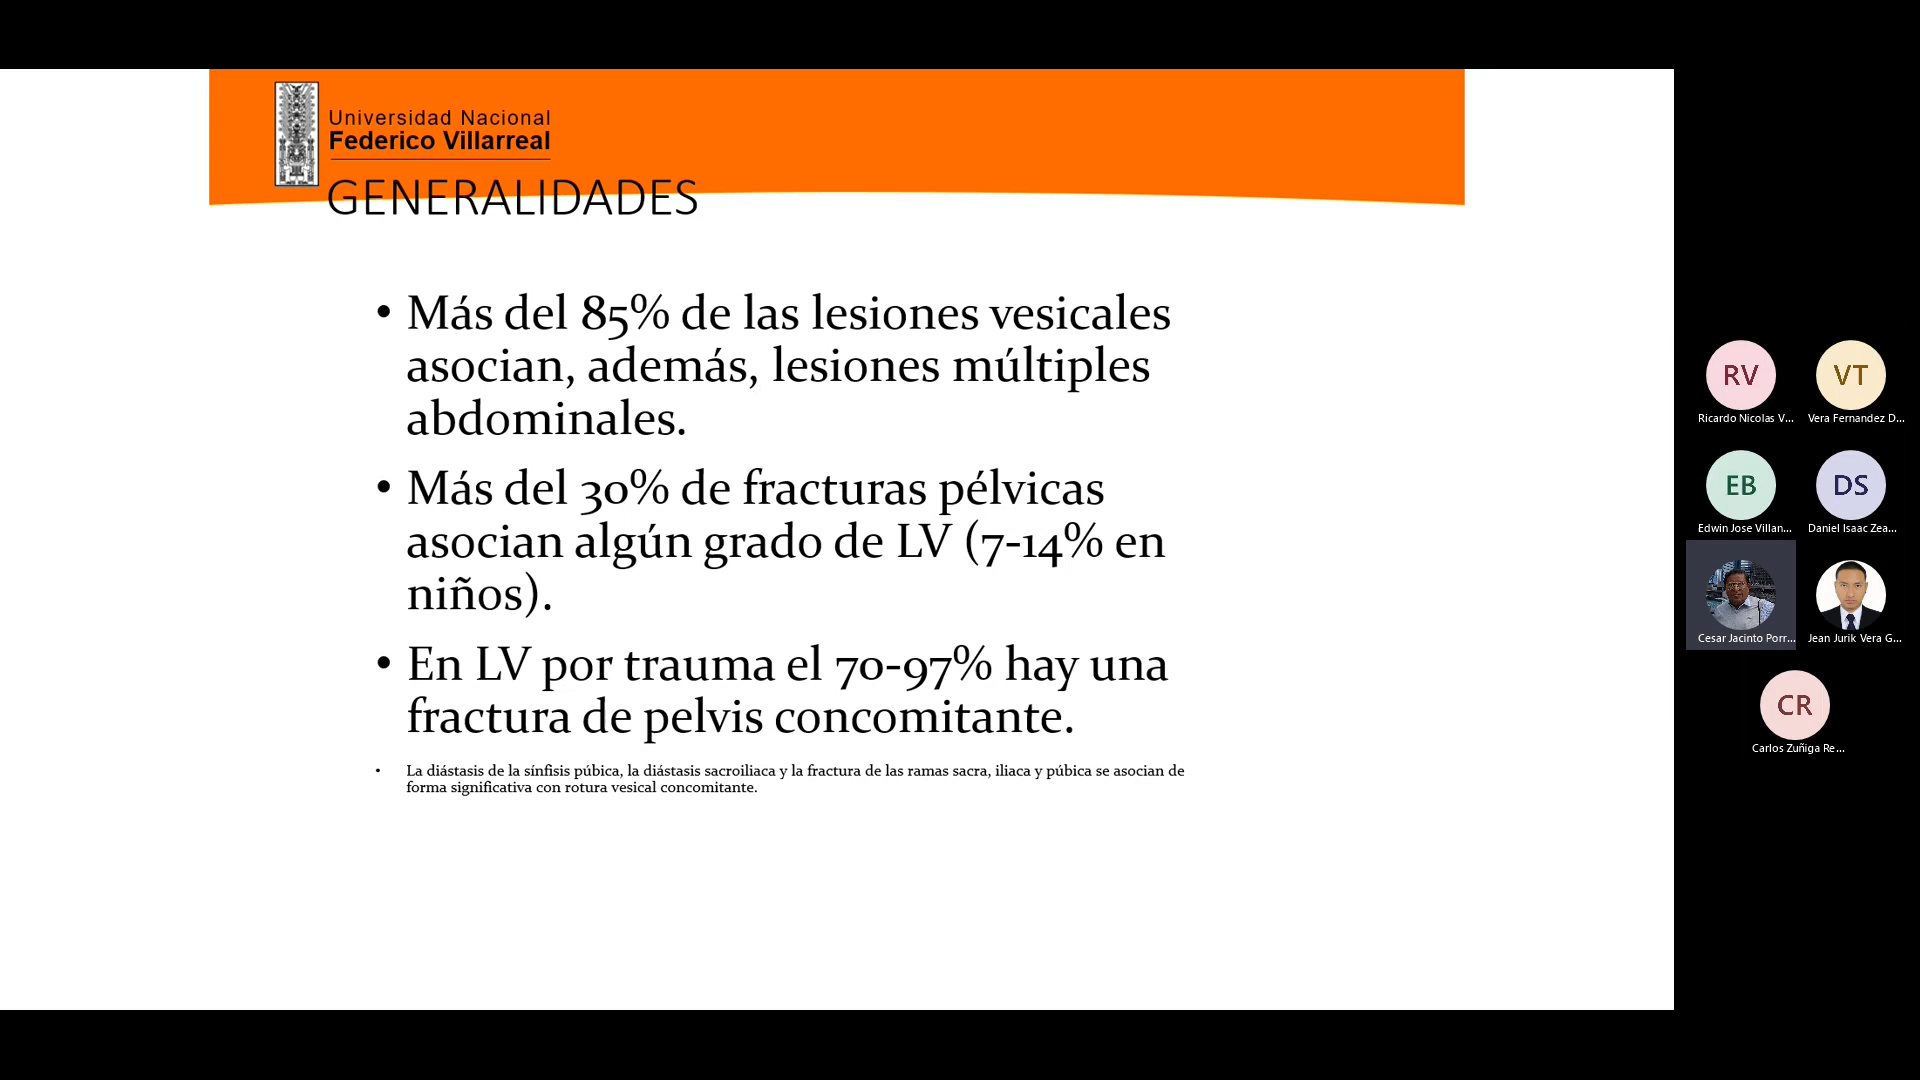 Universidad Nacional
Federico Villarreal
GENERALIDADES
• Más del 85% de las lesiones vesicales
asocian, además, lesiones múltiples
abdominales.
• Más del 30% de fracturas pélvicas
asocian algún grado de LV (7-14% en
niños).
• En LV por trauma el 70-97% hay una
fractura de pelvis concomitante.
• La diástasis de la sínfisis púbica, la diástasis sacroiliaca y la fractura de las ramas sacra, iliaca y púbica se asocian de
forma significativa con rotura vesical concomitante.
RV
VT
Ricardo Nicolas V...
Vera Fernandez D...
EB
DS
Edwin Jose Villan...
Daniel Isaac Zea...
Cesar Jacinto Porr...
Jean Jurik Vera G...
CR
Carlos Zuñiga Re...